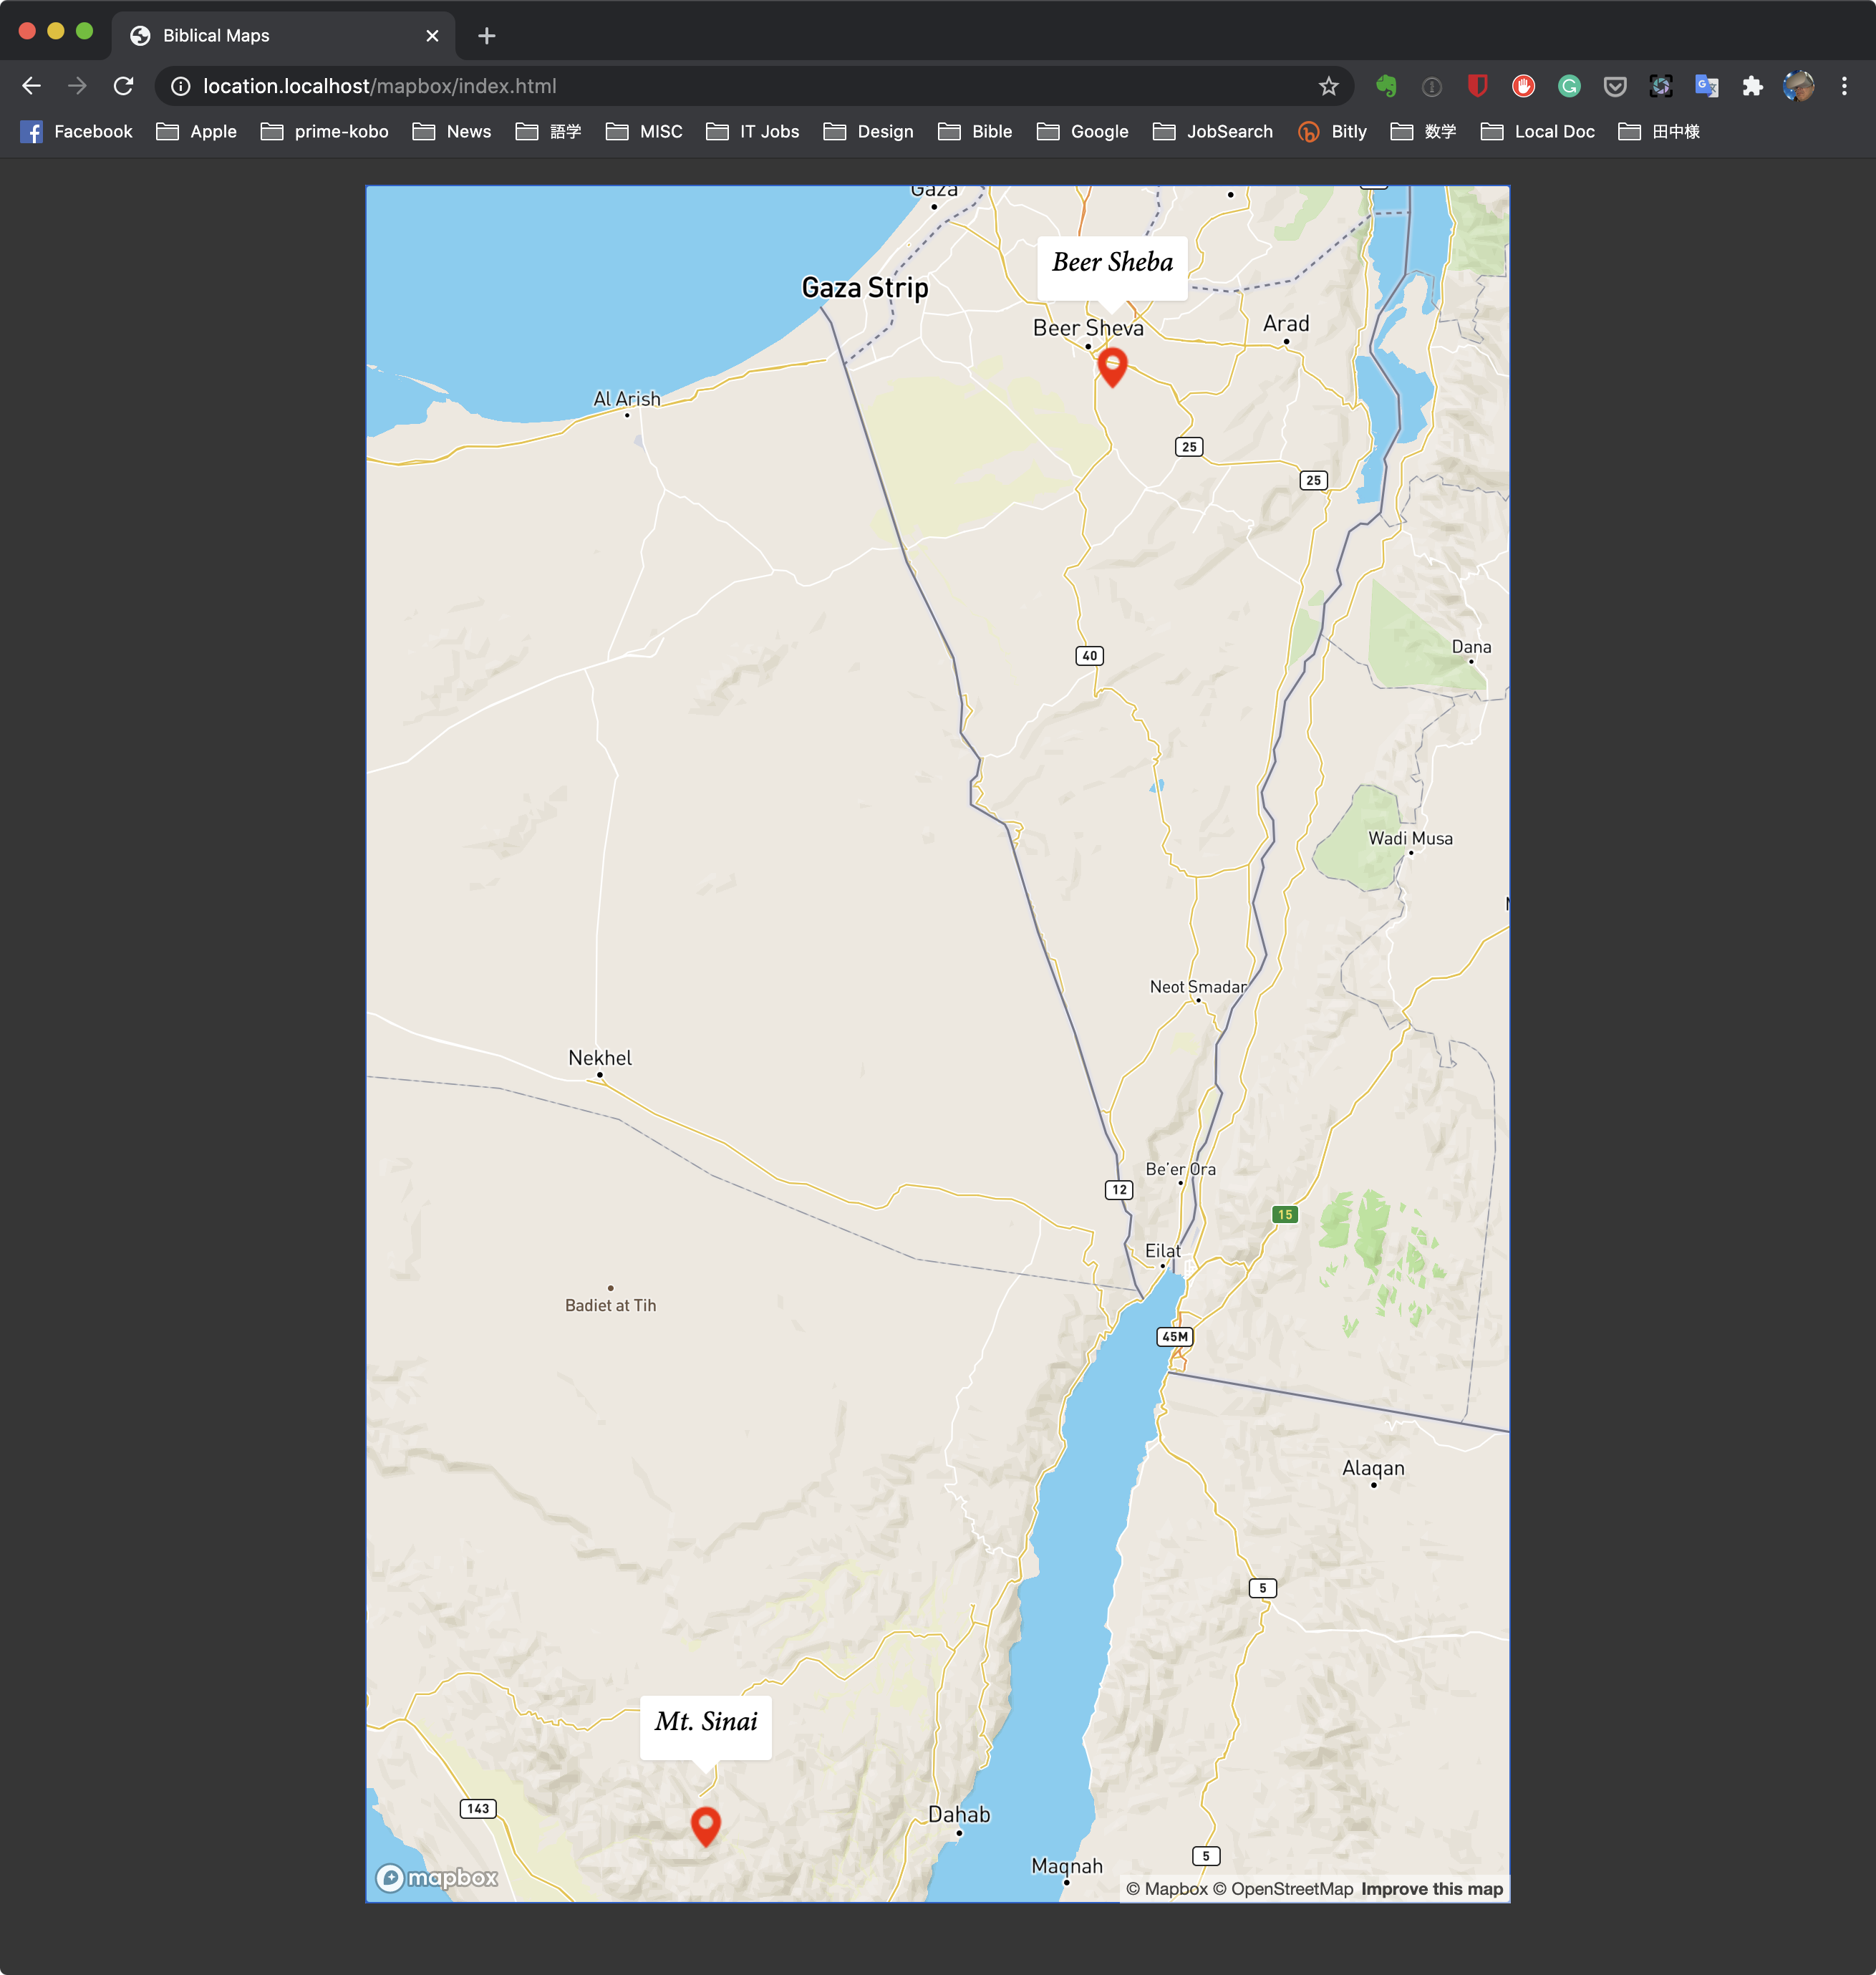 Biblical Maps
location.localhost/mapbox/index.html
Facebook Apple prime-kobo News 語学 MISC IT Jobs Design Bible Google JobSearch Bitly 数学 Local Doc 田中様
Gaza
Beer Sheba
Gaza Strip
Beer Sheva
Arad
Al Arish
25
25
Dana
40
Wadi Musa
Neot Smadar
Nekhel
Be'er Ora
12
15
Eilat
Badiet at Tih
45M
Alaqan
5
Mt. Sinai
143
Dahab
5
Maqnah
mapbox
© Mapbox © OpenStreetMap Improve this map